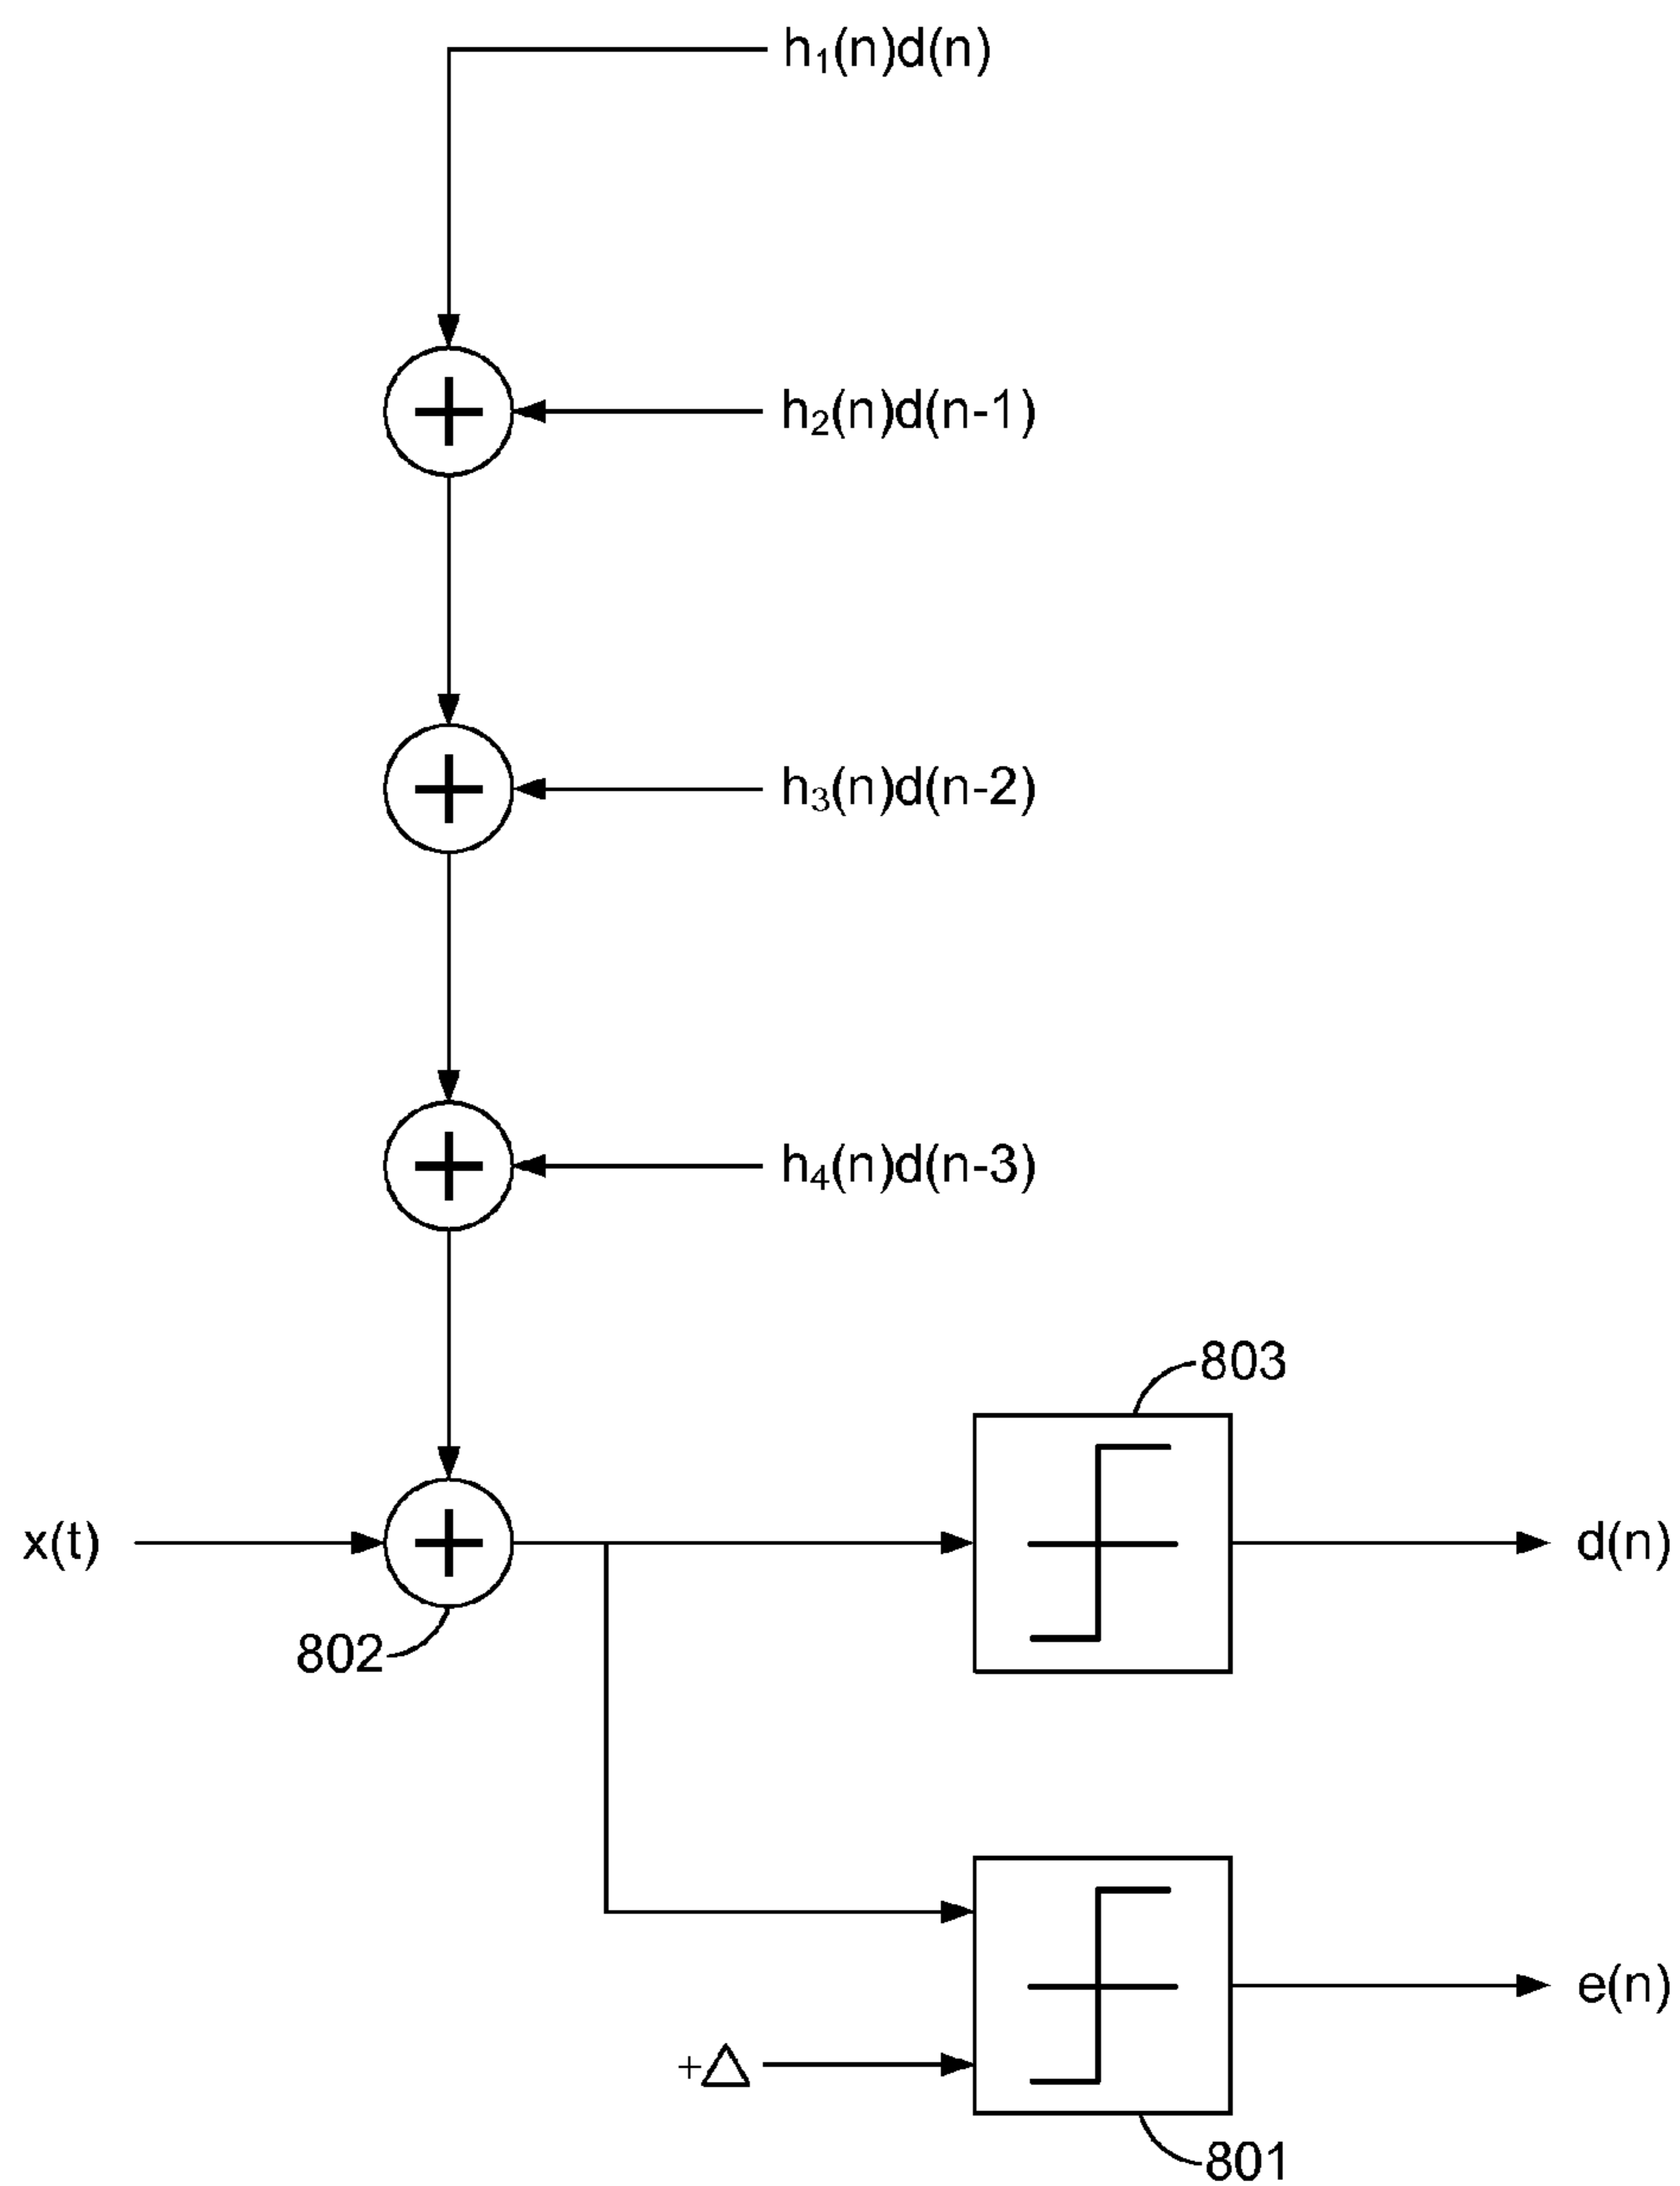 h₁(n)d(n)
h₂(n)d(n-1)
h₃(n)d(n-2)
h₄(n)d(n-3)
803
x(t)
d(n)
802
e(n)
+△
801